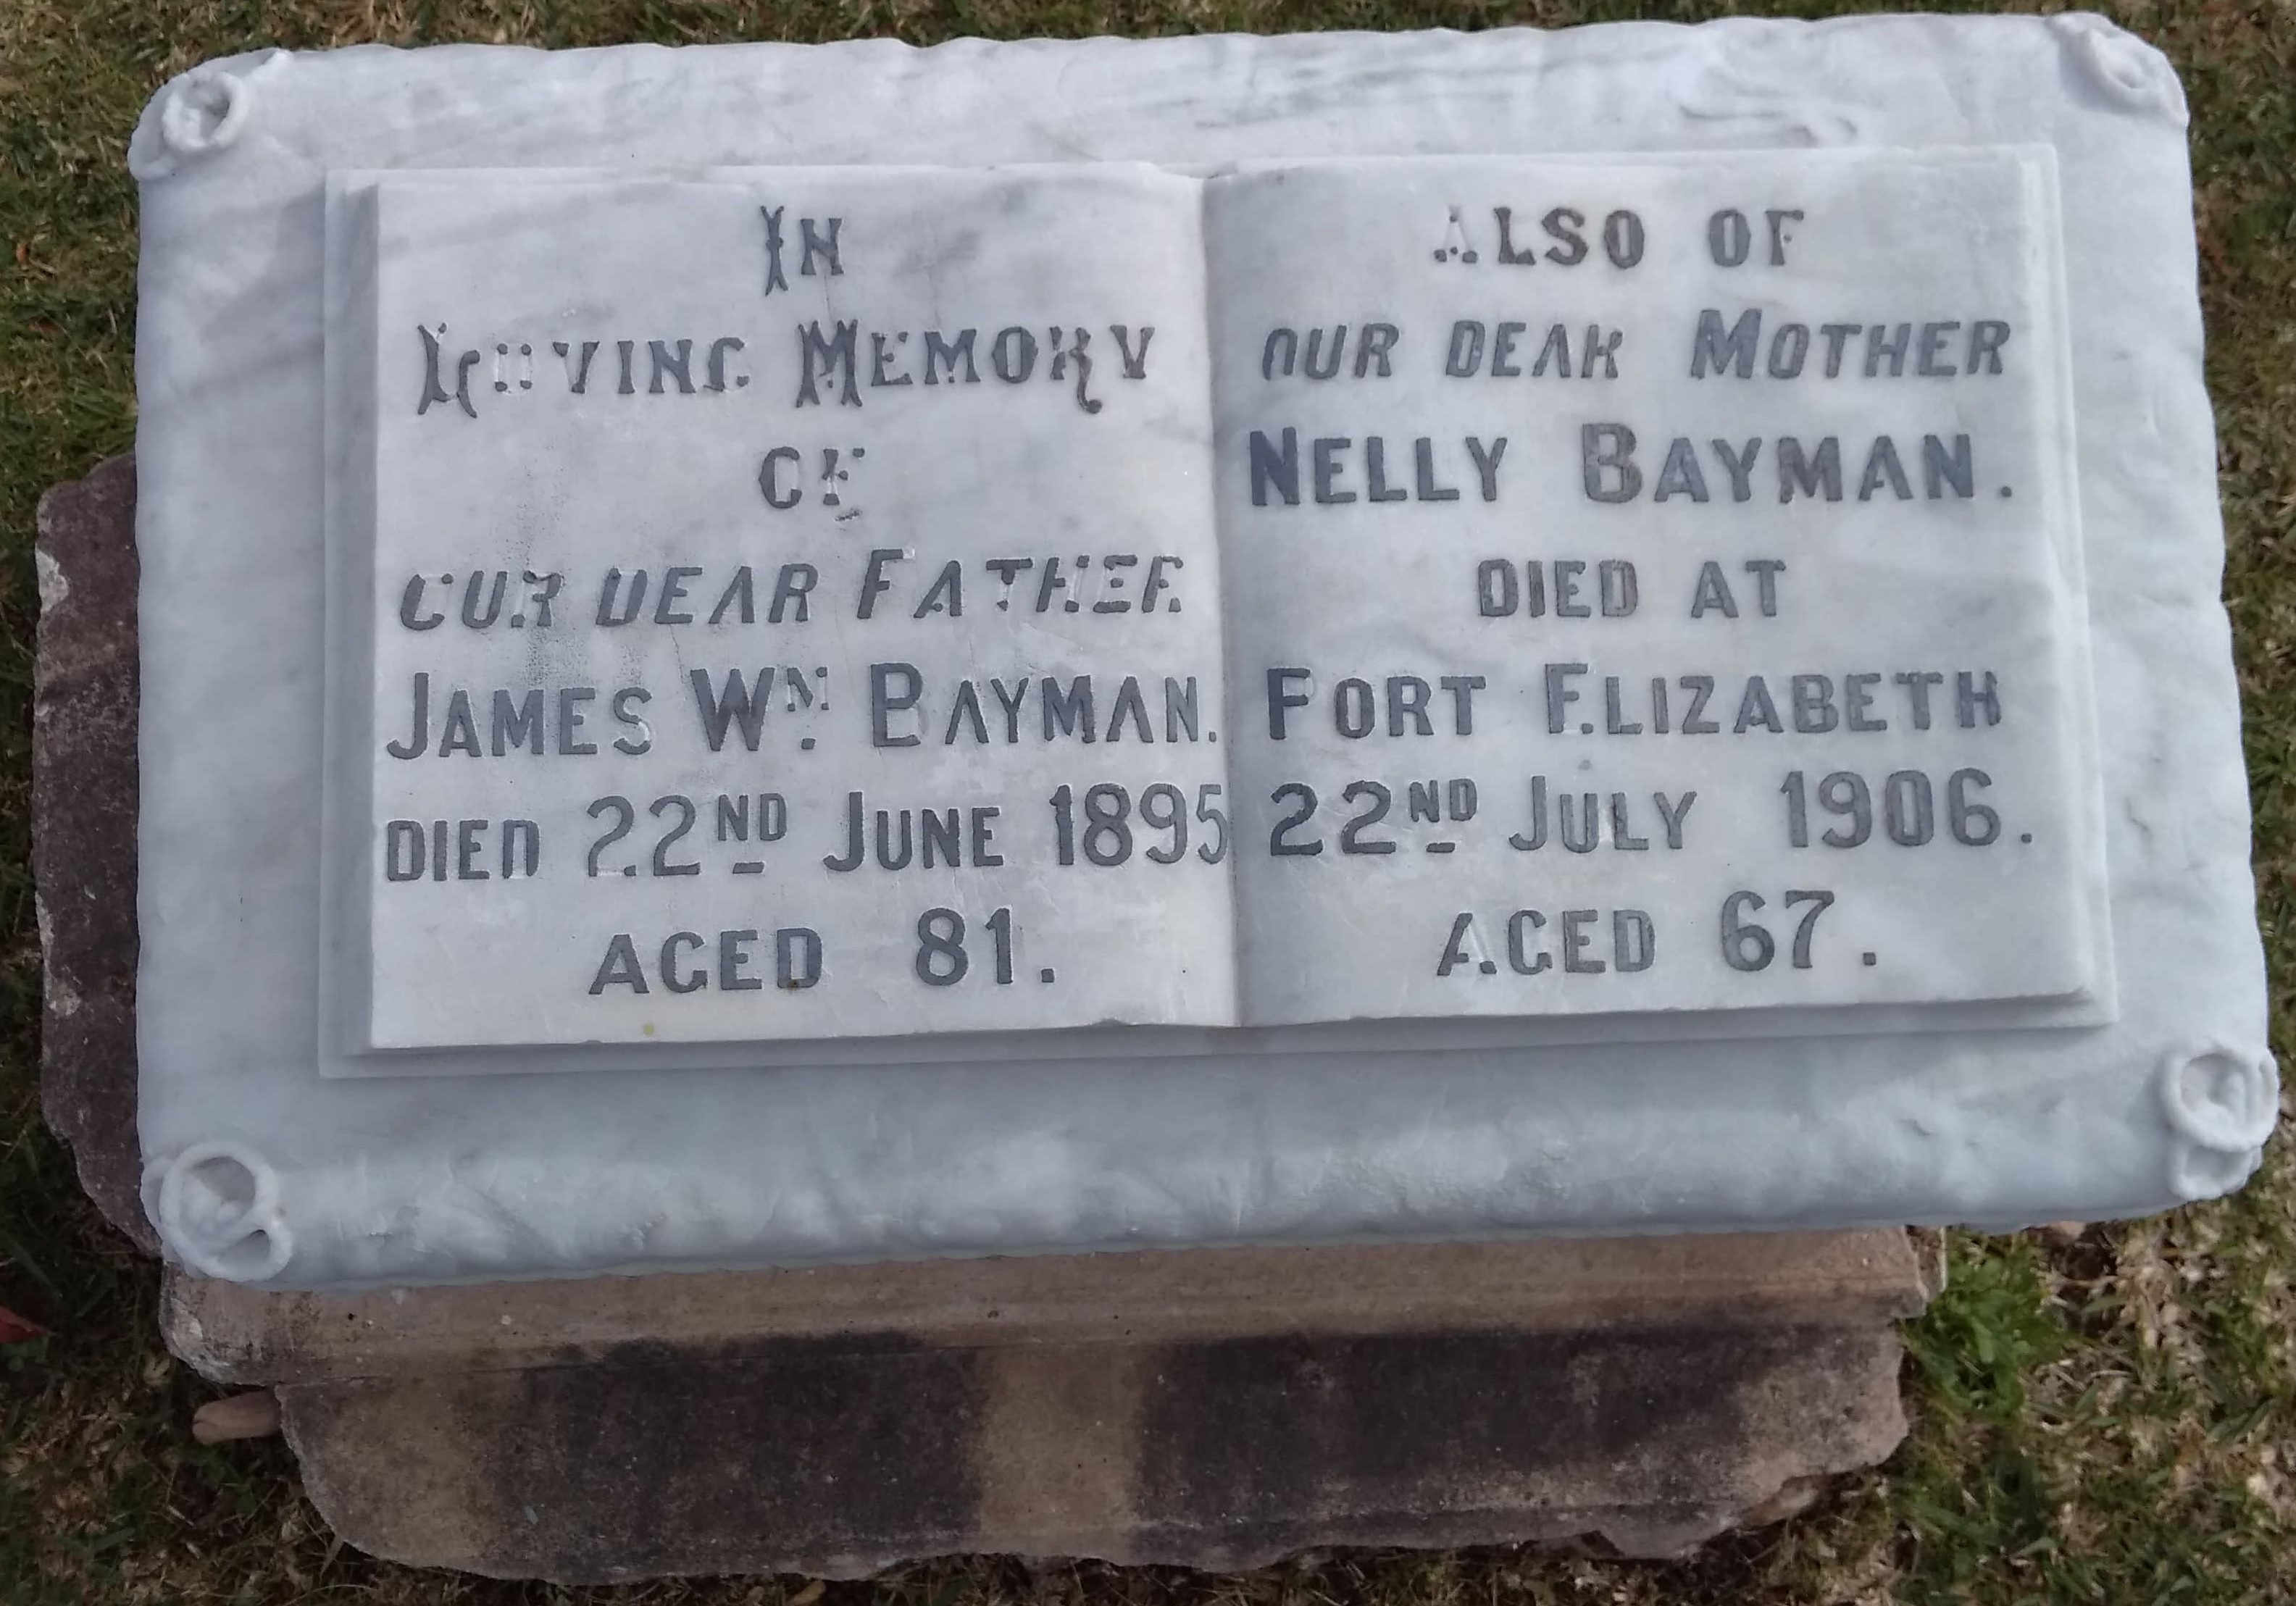 IN
LOVING MEMORY
OF
OUR DEAR FATHER
JAMES WM. BAYMAN.
DIED 22ND JUNE 1895
AGED 81.
ALSO OF
OUR DEAR MOTHER
NELLY BAYMAN.
DIED AT
PORT ELIZABETH
22ND JULY 1906.
AGED 67.